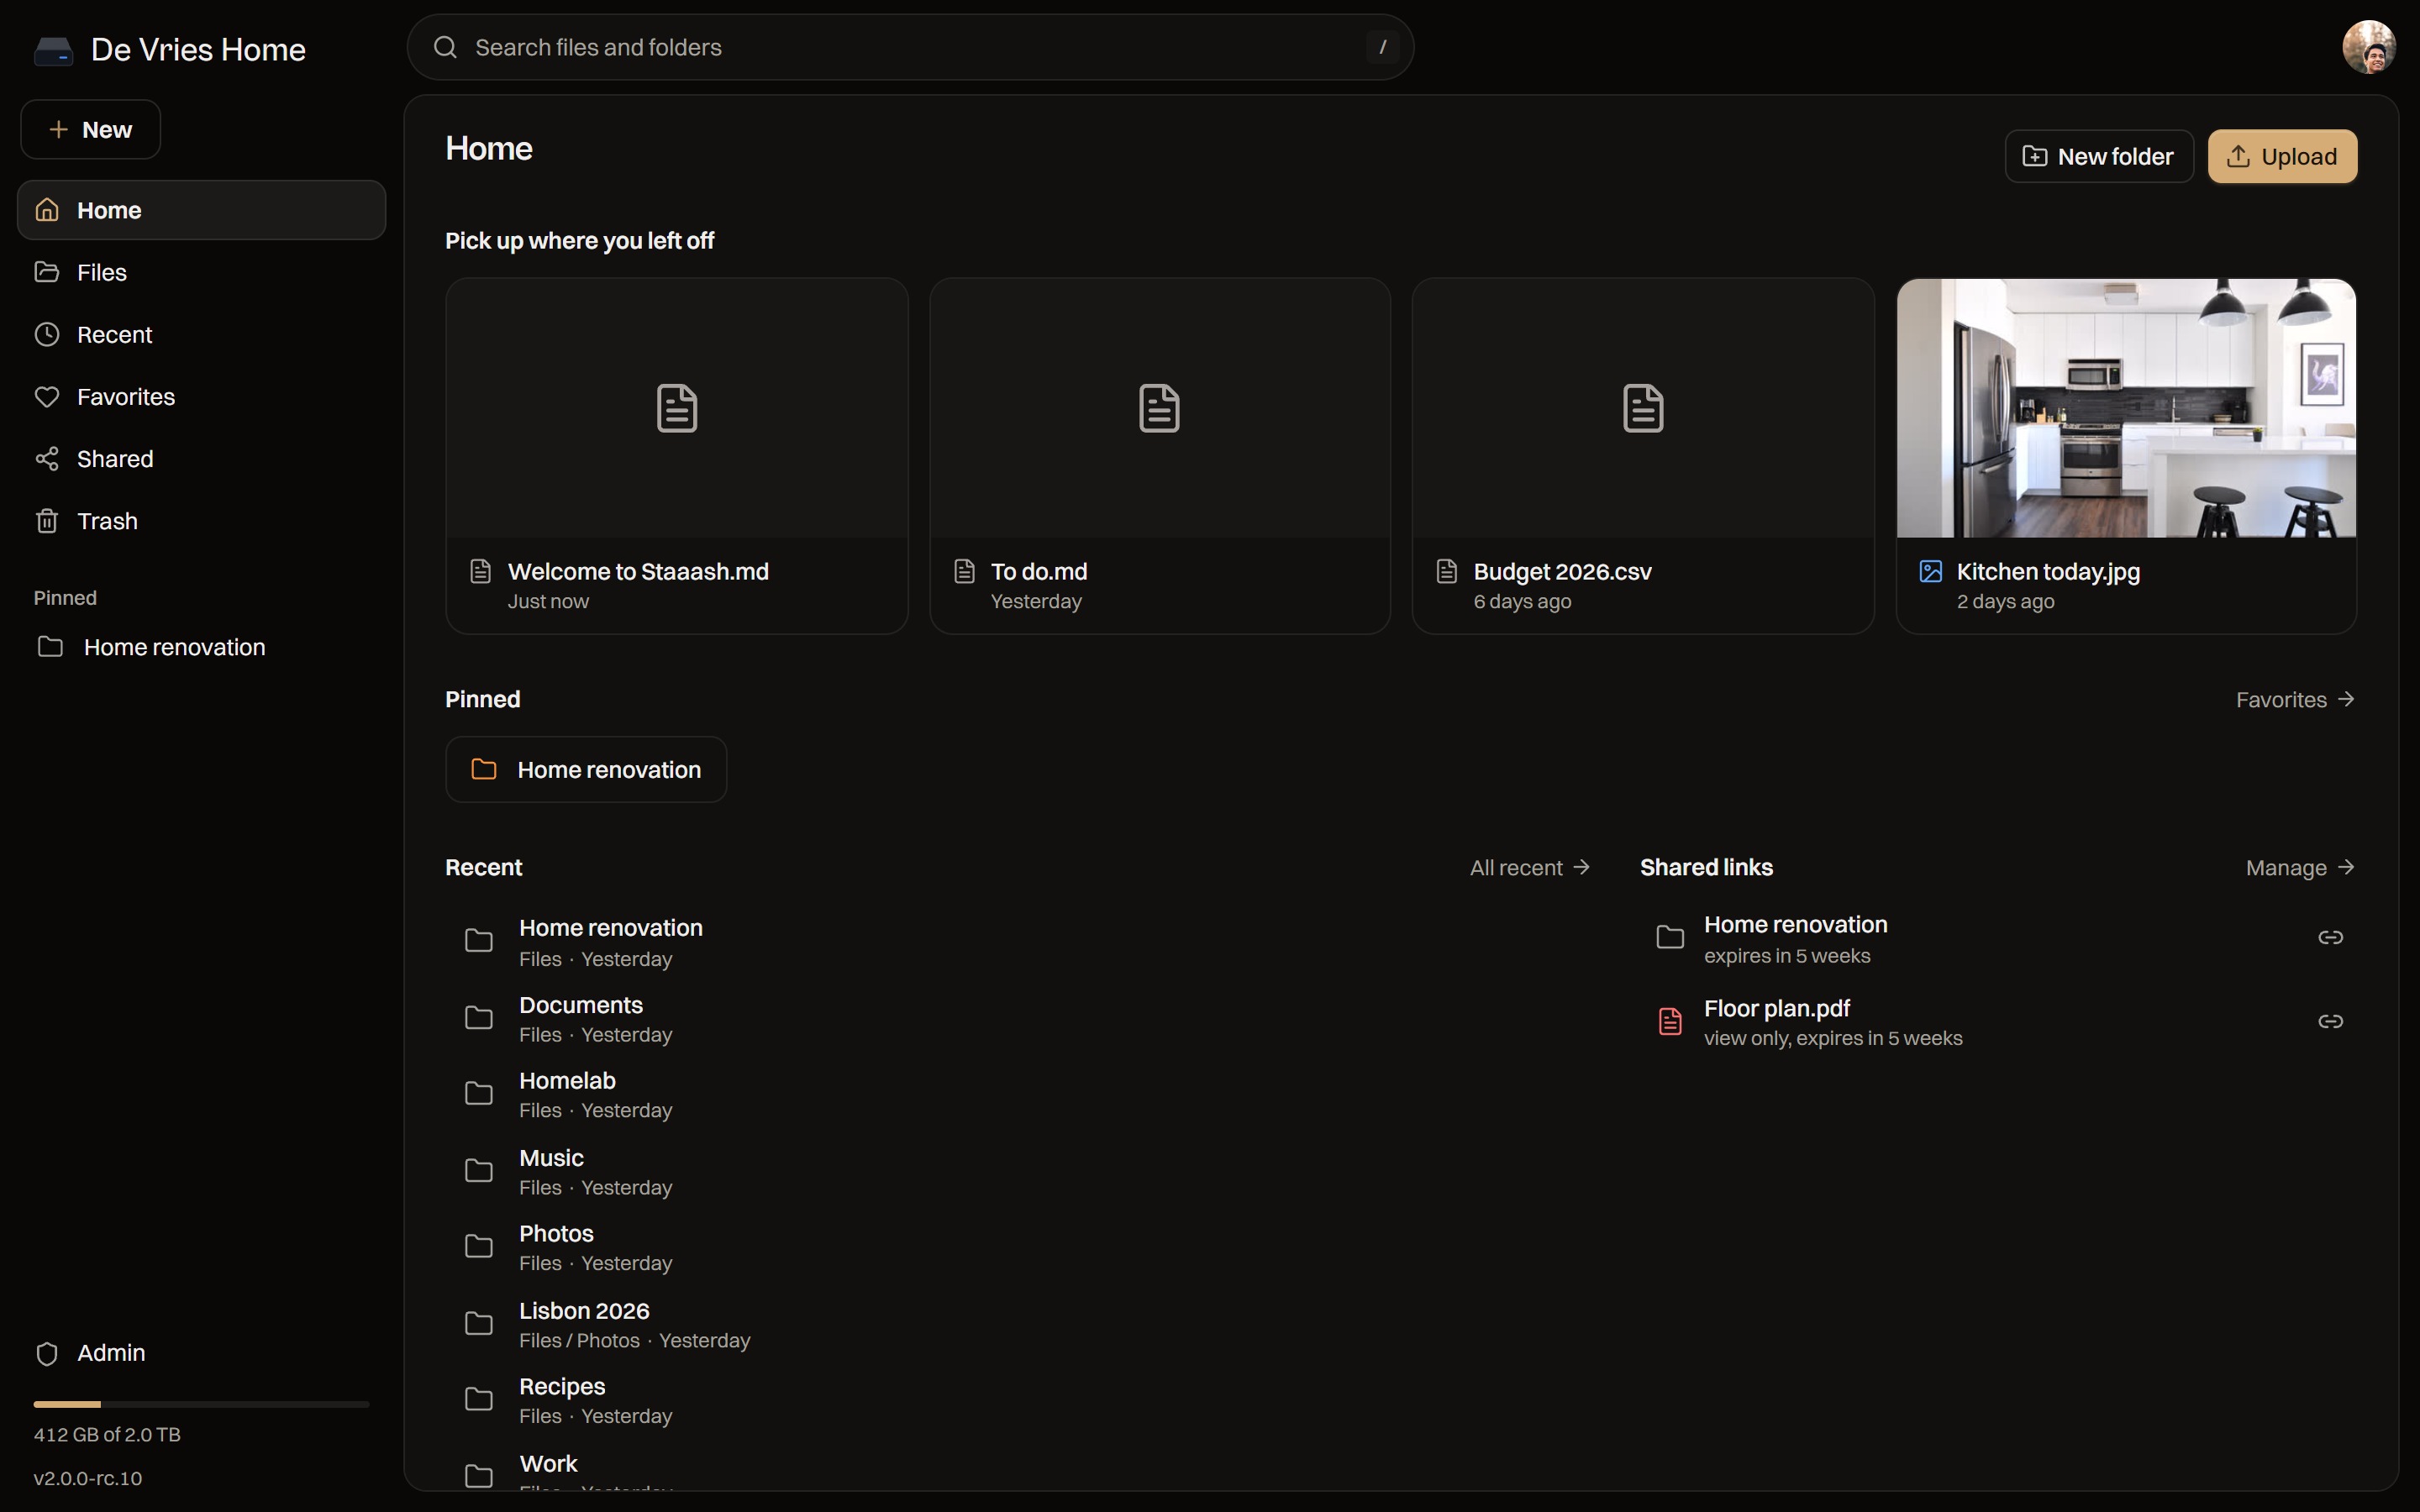 De Vries Home
Search files and folders
/
New
Home
Files
Recent
Favorites
Shared
Trash
Pinned
Home renovation
Admin
412 GB of 2.0 TB
v2.0.0-rc.10
Home
New folder
Upload
Pick up where you left off
Welcome to Staaash.md
Just now
To do.md
Yesterday
Budget 2026.csv
6 days ago
Kitchen today.jpg
2 days ago
Pinned
Favorites
Home renovation
Recent
All recent
Home renovation
Files · Yesterday
Documents
Files · Yesterday
Homelab
Files · Yesterday
Music
Files · Yesterday
Photos
Files · Yesterday
Lisbon 2026
Files / Photos · Yesterday
Recipes
Files · Yesterday
Work
Shared links
Manage
Home renovation
expires in 5 weeks
Floor plan.pdf
view only, expires in 5 weeks